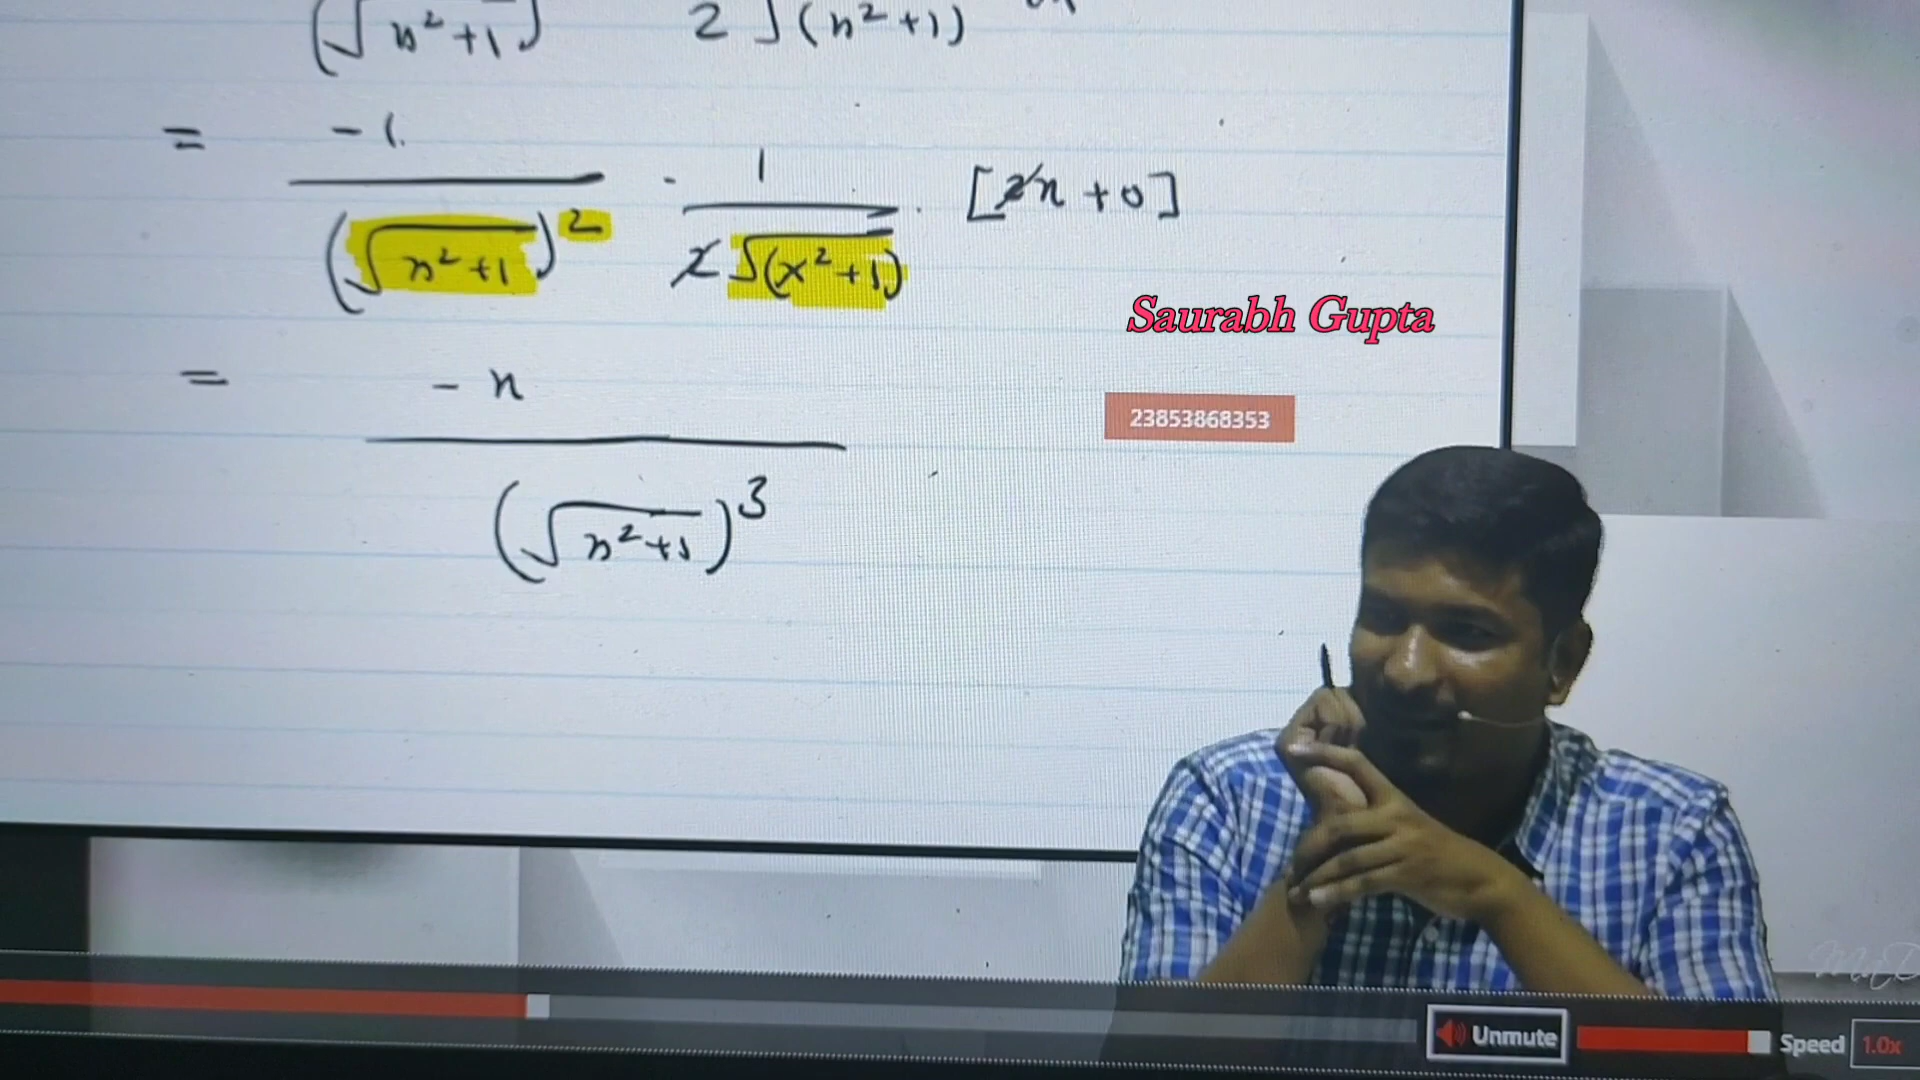 (√x²+1) 2√(x²+1)
= -1 / (√x²+1)² · 1 / 2√(x²+1) · [2x + 0]
Saurabh Gupta
= -x / (√x²+1)³
23853868353
Unmute Speed 1.0x